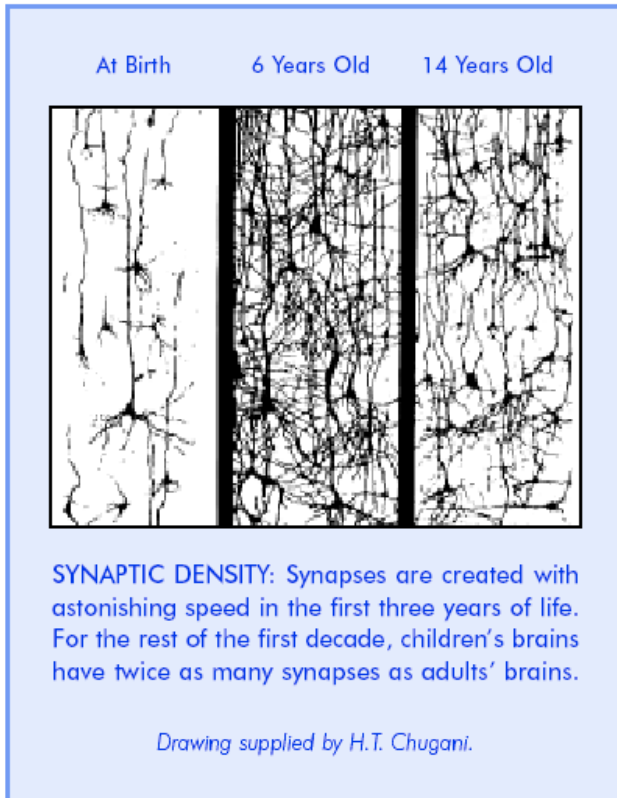 At Birth 6 Years Old 14 Years Old
SYNAPTIC DENSITY: Synapses are created with
astonishing speed in the first three years of life.
For the rest of the first decade, children's brains
have twice as many synapses as adults' brains.
Drawing supplied by H.T. Chugani.